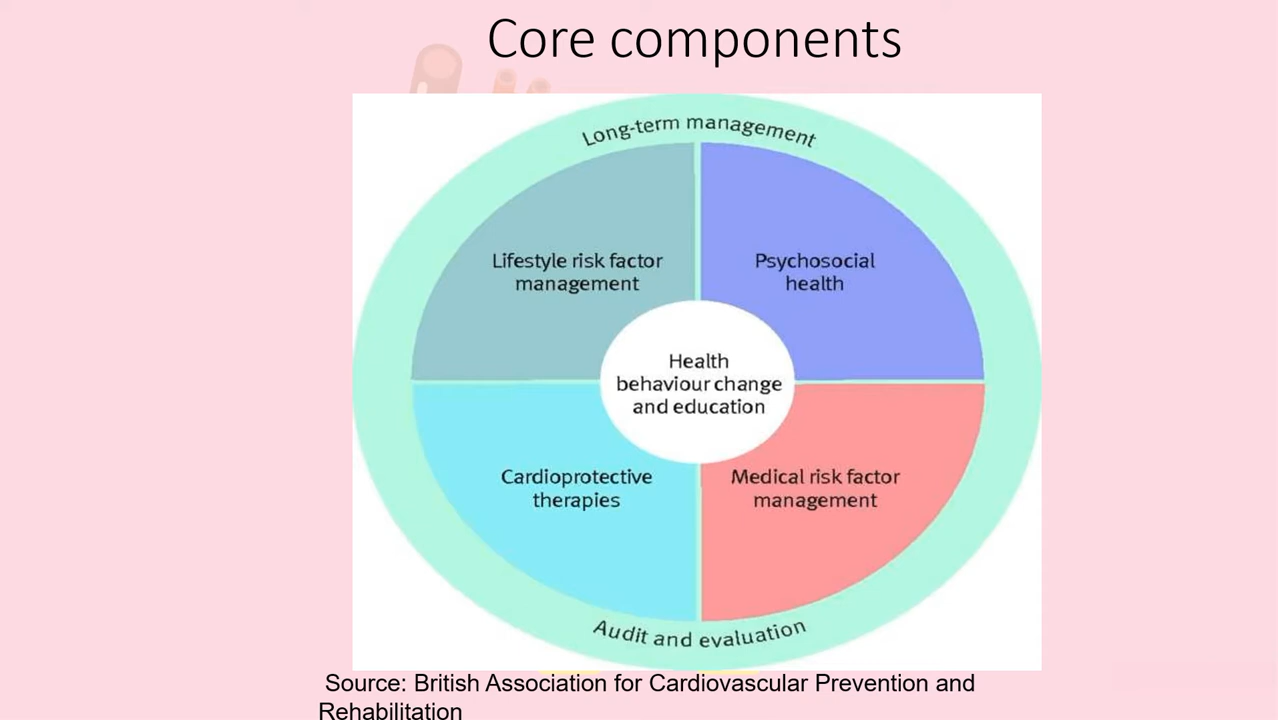 Core components
Long-term management
Lifestyle risk factor
management
Psychosocial
health
Health
behaviour change
and education
Cardioprotective
therapies
Medical risk factor
management
Audit and evaluation
Source: British Association for Cardiovascular Prevention and
Rehabilitation